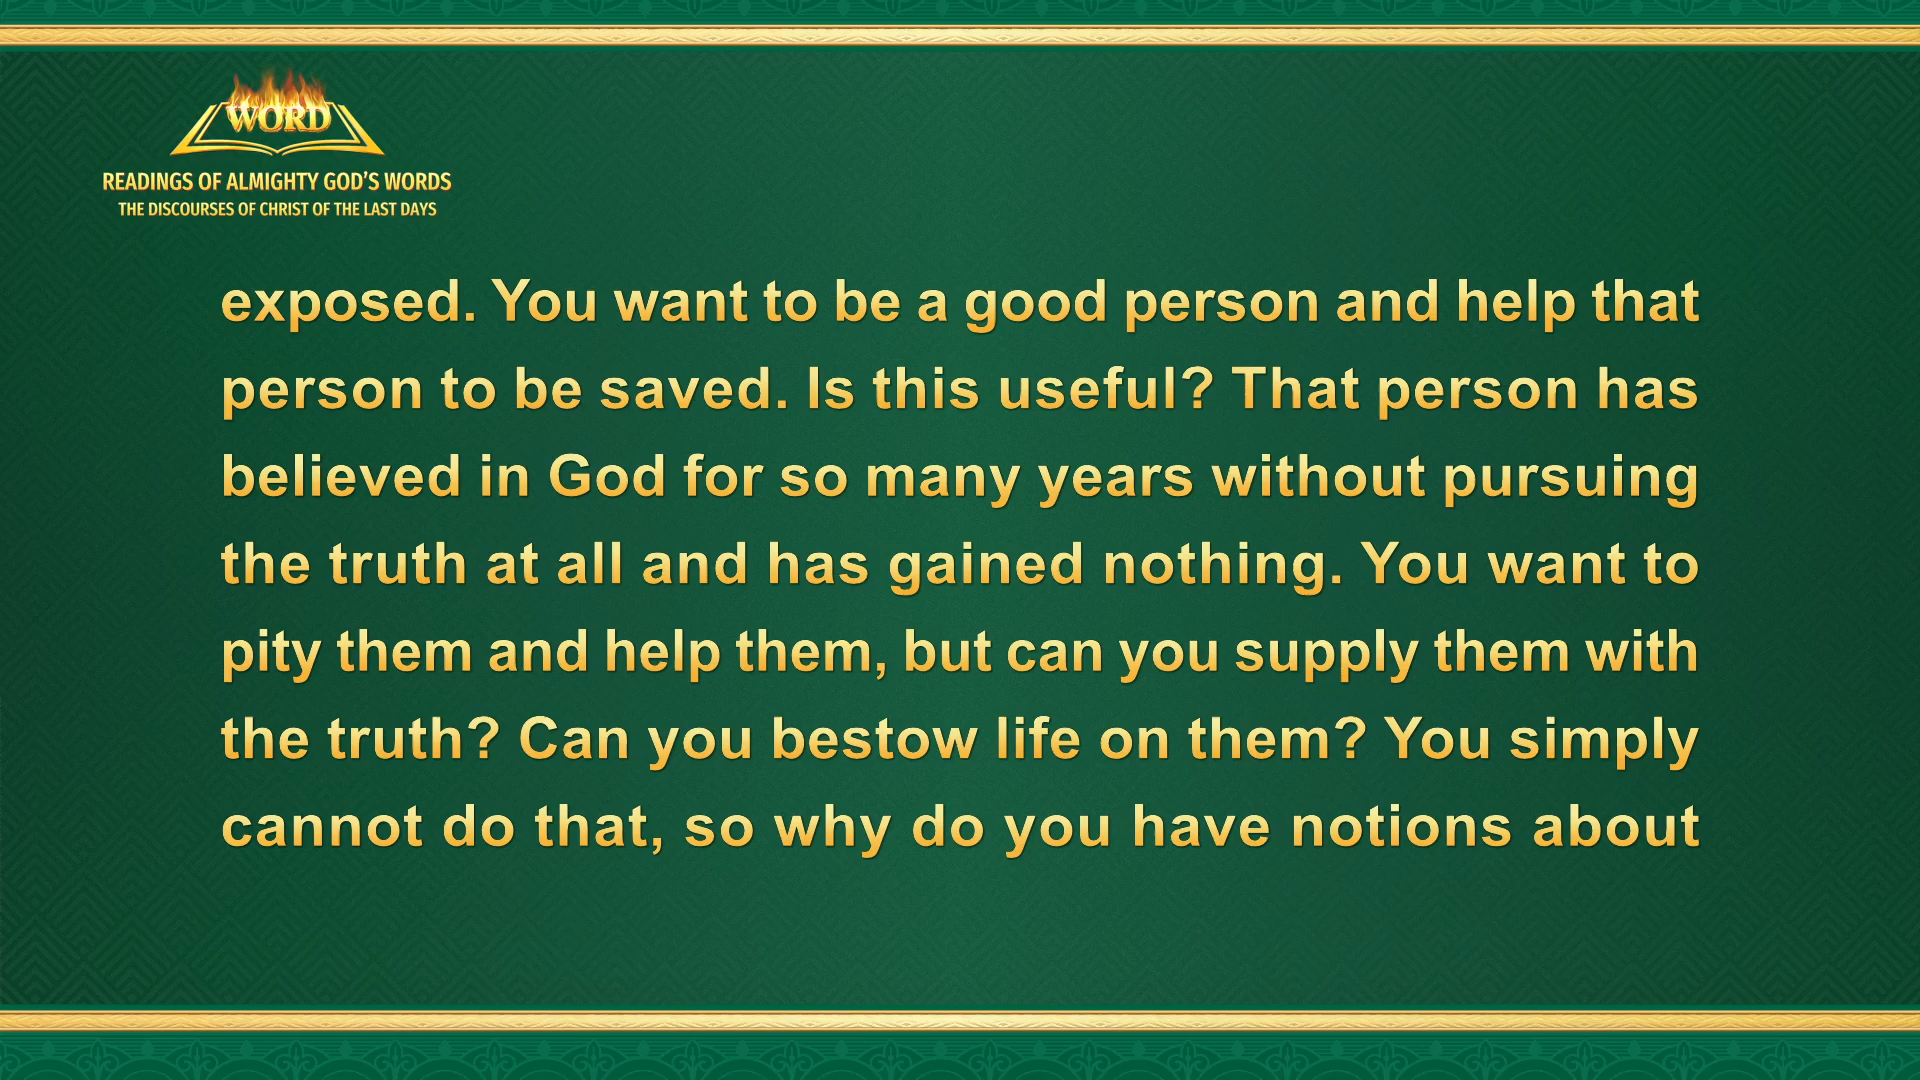 WORD
READINGS OF ALMIGHTY GOD'S WORDS
THE DISCOURSES OF CHRIST OF THE LAST DAYS
exposed. You want to be a good person and help that
person to be saved. Is this useful? That person has
believed in God for so many years without pursuing
the truth at all and has gained nothing. You want to
pity them and help them, but can you supply them with
the truth? Can you bestow life on them? You simply
cannot do that, so why do you have notions about